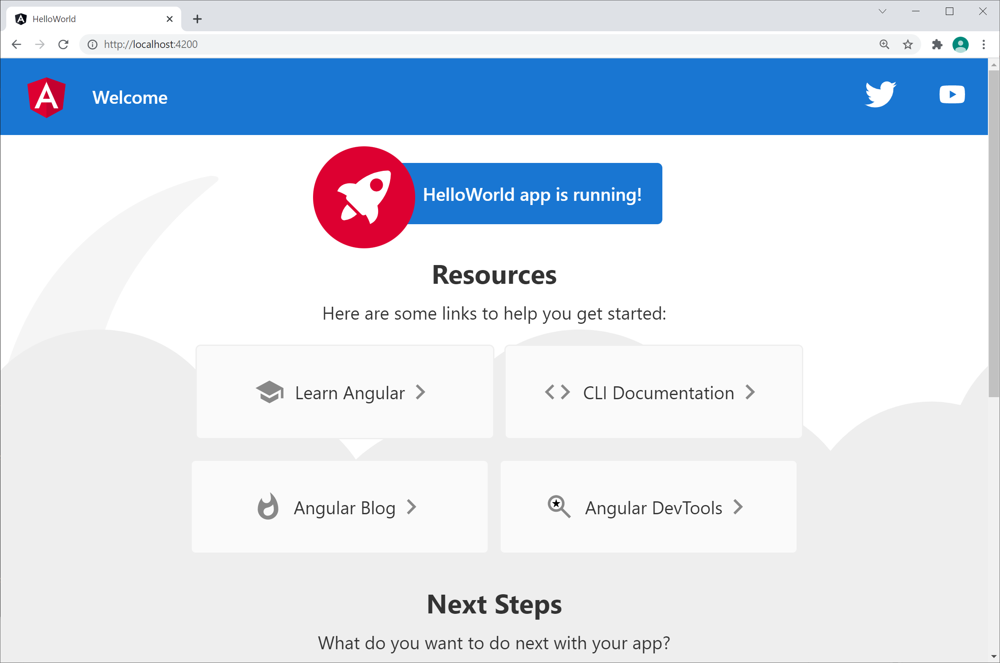 HelloWorld
http://localhost:4200
Welcome
HelloWorld app is running!
Resources
Here are some links to help you get started:
Learn Angular
CLI Documentation
Angular Blog
Angular DevTools
Next Steps
What do you want to do next with your app?